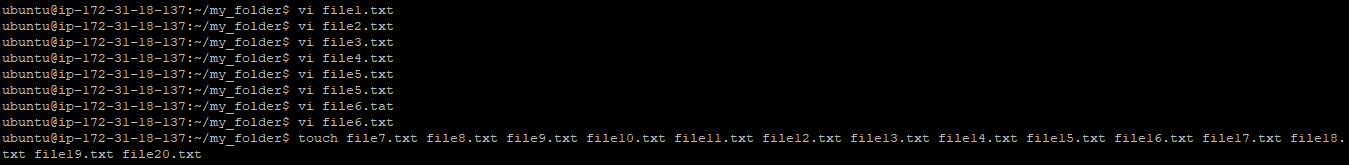 ubuntu@ip-172-31-18-137:~/my_folder$ vi file1.txt
ubuntu@ip-172-31-18-137:~/my_folder$ vi file2.txt
ubuntu@ip-172-31-18-137:~/my_folder$ vi file3.txt
ubuntu@ip-172-31-18-137:~/my_folder$ vi file4.txt
ubuntu@ip-172-31-18-137:~/my_folder$ vi file5.txt
ubuntu@ip-172-31-18-137:~/my_folder$ vi file5.txt
ubuntu@ip-172-31-18-137:~/my_folder$ vi file6.tat
ubuntu@ip-172-31-18-137:~/my_folder$ vi file6.txt
ubuntu@ip-172-31-18-137:~/my_folder$ touch file7.txt file8.txt file9.txt file10.txt file11.txt file12.txt file13.txt file14.txt file15.txt file16.txt file17.txt file18.
txt file19.txt file20.txt